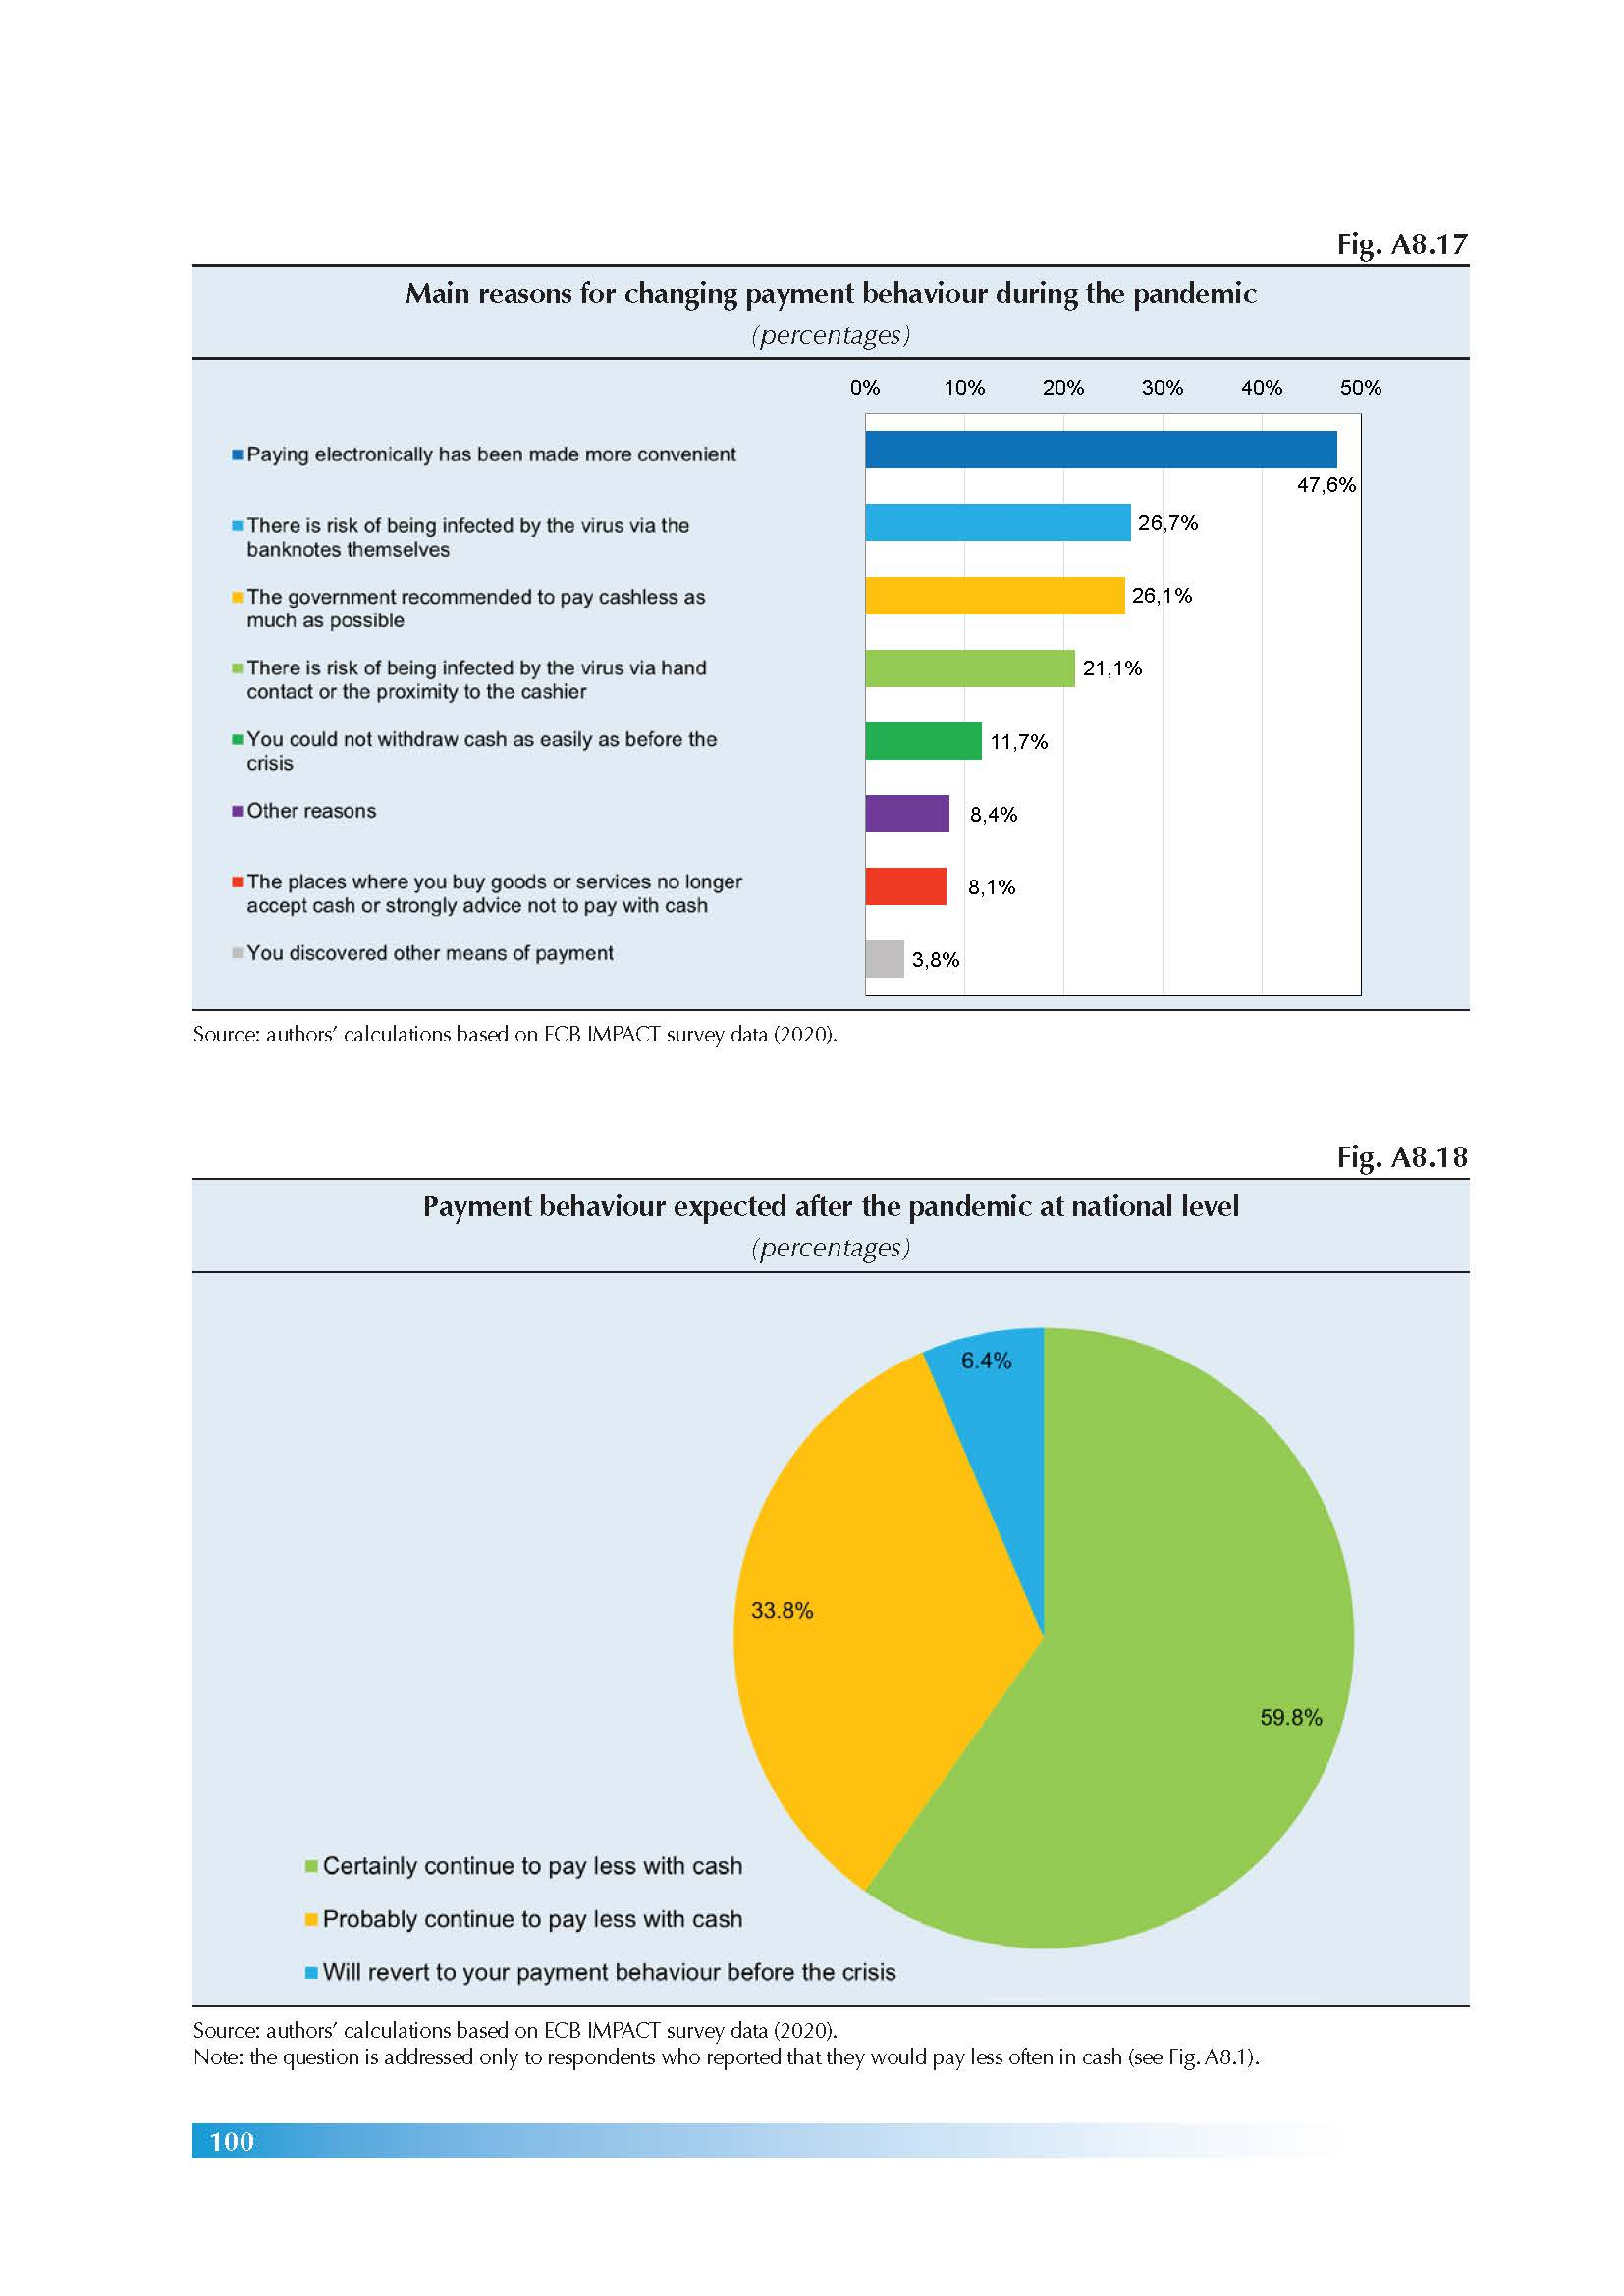 Fig. A8.17
Main reasons for changing payment behaviour during the pandemic
(percentages)
0% 10% 20% 30% 40% 50%
Paying electronically has been made more convenient
47,6%
There is risk of being infected by the virus via the
banknotes themselves
26,7%
The government recommended to pay cashless as
much as possible
26,1%
There is risk of being infected by the virus via hand
contact or the proximity to the cashier
21,1%
You could not withdraw cash as easily as before the
crisis
11,7%
Other reasons
8,4%
The places where you buy goods or services no longer
accept cash or strongly advice not to pay with cash
8,1%
You discovered other means of payment
3,8%
Source: authors’ calculations based on ECB IMPACT survey data (2020).
Fig. A8.18
Payment behaviour expected after the pandemic at national level
(percentages)
6.4%
33.8%
59.8%
Certainly continue to pay less with cash
Probably continue to pay less with cash
Will revert to your payment behaviour before the crisis
Source: authors’ calculations based on ECB IMPACT survey data (2020).
Note: the question is addressed only to respondents who reported that they would pay less often in cash (see Fig. A8.1).
100